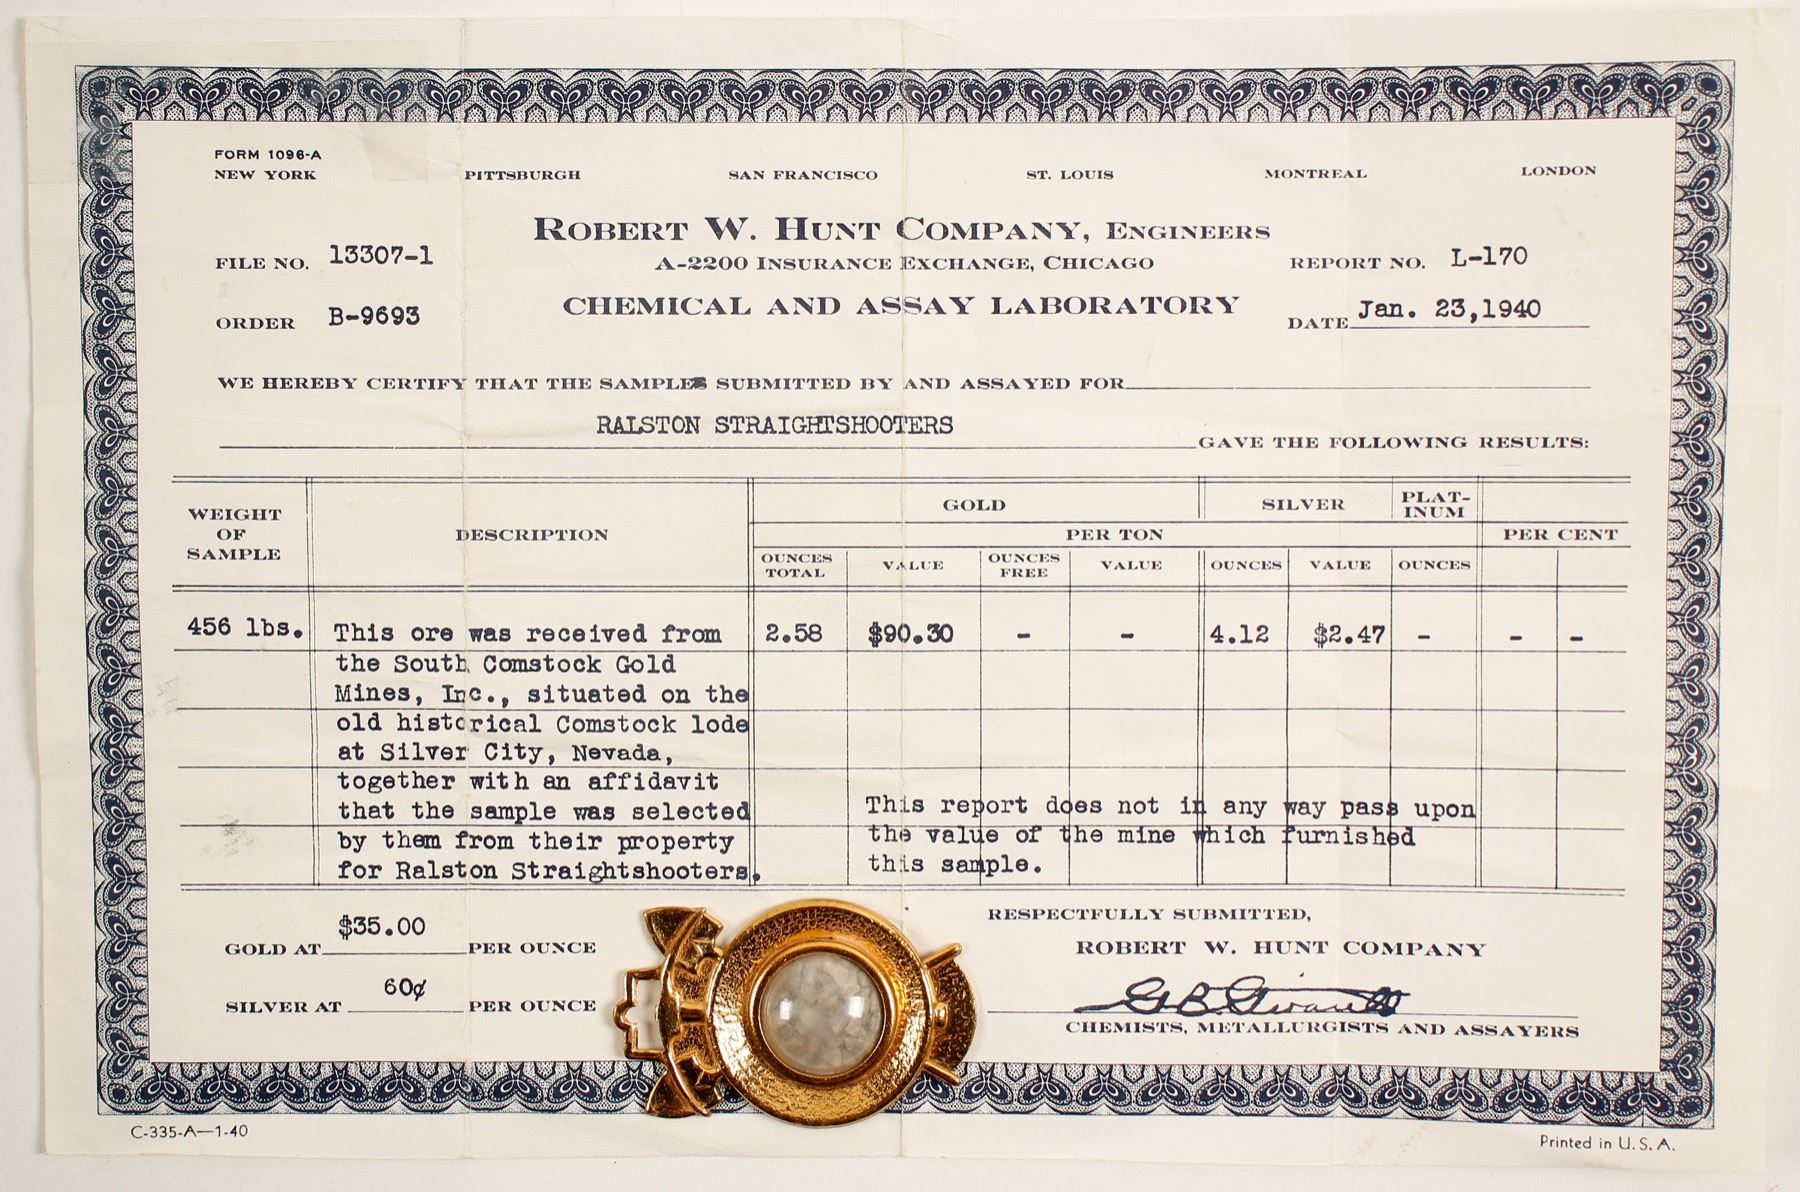 FORM 1096-A
NEW YORK PITTSBURGH SAN FRANCISCO ST. LOUIS MONTREAL LONDON
ROBERT W. HUNT COMPANY, ENGINEERS
FILE NO. 13307-1 A-2200 INSURANCE EXCHANGE, CHICAGO REPORT NO. L-170
ORDER B-9693 CHEMICAL AND ASSAY LABORATORY DATE Jan. 23,1940
WE HEREBY CERTIFY THAT THE SAMPLES SUBMITTED BY AND ASSAYED FOR
RALSTON STRAIGHTSHOOTERS
GAVE THE FOLLOWING RESULTS:
WEIGHT OF SAMPLE
DESCRIPTION
GOLD SILVER PLAT-INUM
PER TON PER CENT
OUNCES TOTAL VALUE OUNCES FREE VALUE OUNCES VALUE OUNCES
456 lbs. This ore was received from 2.58 $90.30 - - 4.12 $2.47 - - -
the South Comstock Gold
Mines, Inc., situated on the
old historical Comstock lode
at Silver City, Nevada,
together with an affidavit
that the sample was selected
by them from their property
for Ralston Straightshooters.
This report does not in any way pass upon
the value of the mine which furnished
this sample.
GOLD AT $35.00 PER OUNCE
SILVER AT 60¢ PER OUNCE
RESPECTFULLY SUBMITTED,
ROBERT W. HUNT COMPANY
CHEMISTS, METALLURGISTS AND ASSAYERS
C-335-A—1-40
Printed in U. S. A.